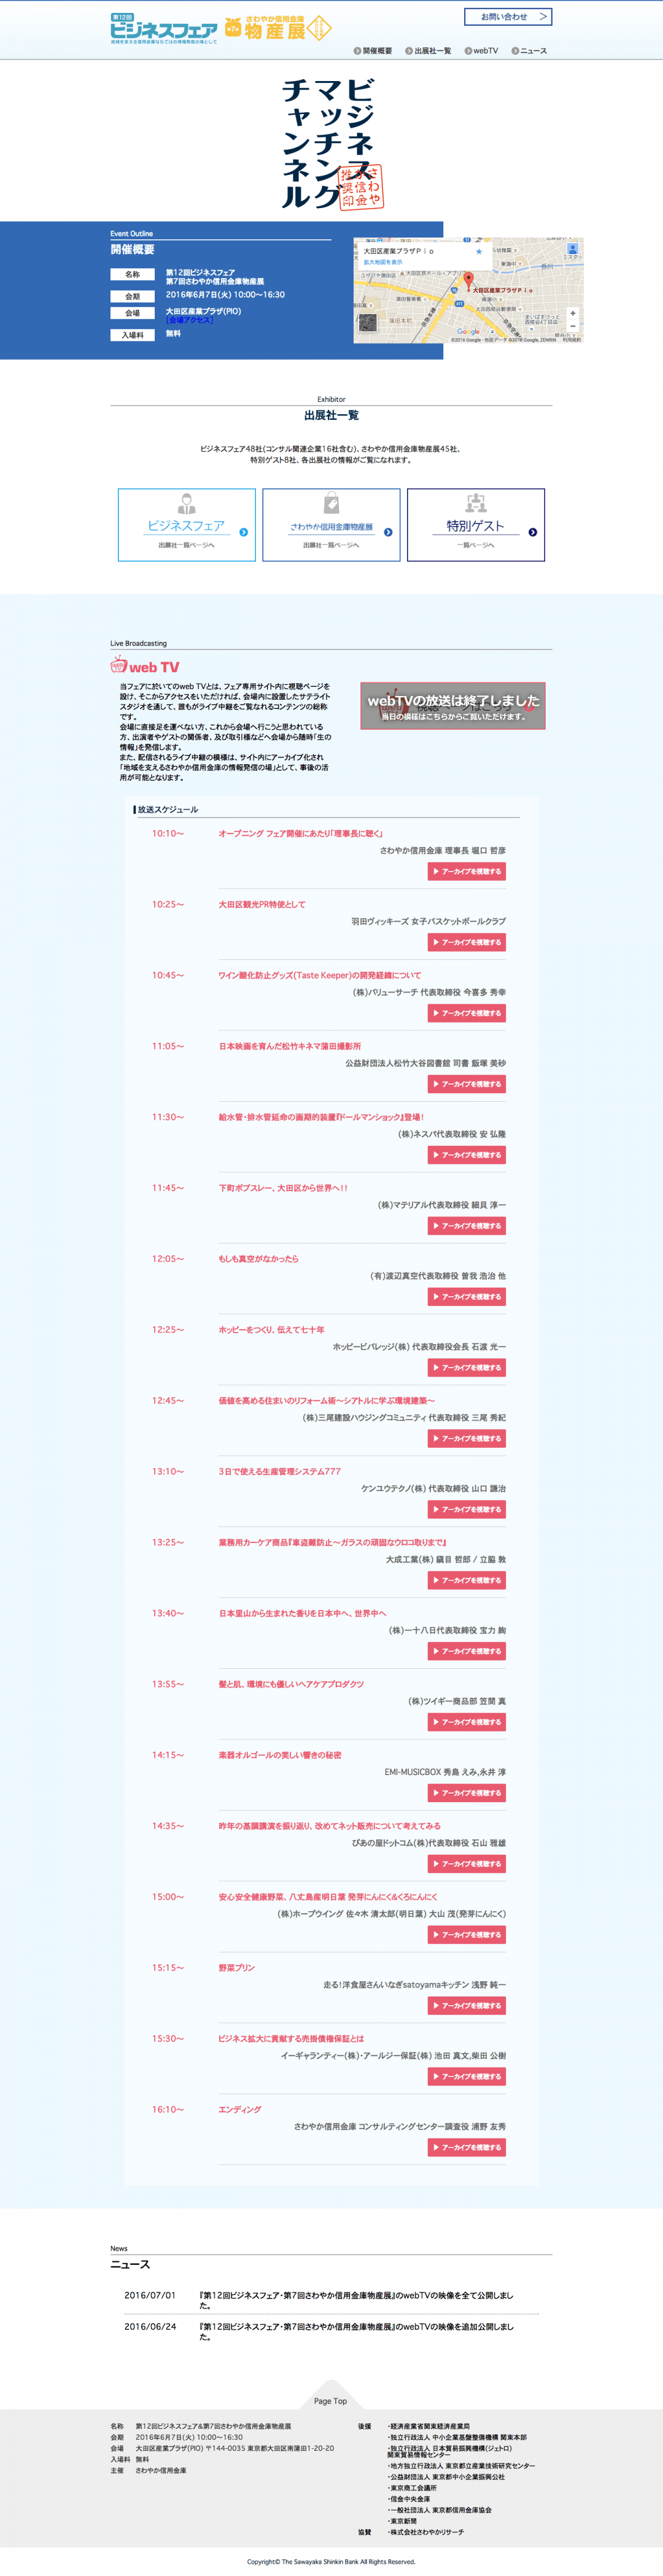 第12回
ビジネスフェア
地域を支える信用金庫ならではの情報発信の場として
第7回
さわやか信用金庫
物産展
お問い合わせ
開催概要
出展社一覧
webTV
ニュース
ビジネス
マッチング
チャンネル
さわや
か信金
推奨印
Event Outline
開催概要
名称
第12回ビジネスフェア
第7回さわやか信用金庫物産展
会期
2016年6月7日(火) 10:00〜16:30
会場
大田区産業プラザ(PIO)
[会場アクセス]
入場料
無料
大田区産業プラザPio
拡大地図を表示
大田区産業プラザPio
Google
©2016 Google - 地図データ ©2016 Google, ZENRIN
利用規約
Exhibitor
出展社一覧
ビジネスフェア48社(コンサル関連企業16社含む)、さわやか信用金庫物産展45社、
特別ゲスト8社、各出展社の情報がご覧になれます。
ビジネスフェア
出展社一覧ページへ
さわやか信用金庫物産展
出展社一覧ページへ
特別ゲスト
一覧ページへ
Live Broadcasting
web TV
当フェアに於いてのweb TVとは、フェア専用サイト内に視聴ページを
設け、そこからアクセスをいただければ、会場内に設置したサテライト
スタジオを通して、誰もがライブ中継をご覧なれるコンテンツの総称
です。
会場に直接足を運べない方、これから会場へ行こうと思われている
方、出演者やゲストの関係者、及び取引様などへ会場から随時「生の
情報」を発信します。
また、配信されるライブ中継の模様は、サイト内にアーカイブ化され
「地域を支えるさわやか信用金庫の情報発信の場」として、事後の活
用が可能となります。
webTVの放送は終了しました
当日の模様はこちらからご覧いただけます。
放送スケジュール
10:10〜
オープニング フェア開催にあたり「理事長に聴く」
さわやか信用金庫 理事長 堀口 哲彦
アーカイブを視聴する
10:25〜
大田区観光PR特使として
羽田ヴィッキーズ 女子バスケットボールクラブ
アーカイブを視聴する
10:45〜
ワイン酸化防止グッズ(Taste Keeper)の開発経緯について
(株)バリューサーチ 代表取締役 今喜多 秀幸
アーカイブを視聴する
11:05〜
日本映画を育んだ松竹キネマ蒲田撮影所
公益財団法人松竹大谷図書館 司書 飯塚 美砂
アーカイブを視聴する
11:30〜
給水管・排水管延命の画期的装置『ドールマンショック』登場！
(株)ネスパ代表取締役 安 弘隆
アーカイブを視聴する
11:45〜
下町ボブスレー、大田区から世界へ！！
(株)マテリアル代表取締役 細貝 淳一
アーカイブを視聴する
12:05〜
もしも真空がなかったら
(有)渡辺真空代表取締役 曽我 浩治 他
アーカイブを視聴する
12:25〜
ホッピーをつくり、伝えて七十年
ホッピービバレッジ(株) 代表取締役会長 石渡 光一
アーカイブを視聴する
12:45〜
価値を高める住まいのリフォーム術〜シアトルに学ぶ環境建築〜
(株)三尾建設ハウジングコミュニティ 代表取締役 三尾 秀紀
アーカイブを視聴する
13:10〜
3日で使える生産管理システム777
ケンユウテクノ(株) 代表取締役 山口 謙治
アーカイブを視聴する
13:25〜
業務用カーケア商品『車盗難防止〜ガラスの頑固なウロコ取りまで』
大成工業(株) 貝目 哲郎 / 立脇 敦
アーカイブを視聴する
13:40〜
日本里山から生まれた香りを日本中へ、世界中へ
(株)一十八日代表取締役 宝力 絢
アーカイブを視聴する
13:55〜
髪と肌、環境にも優しいヘアケアプロダクツ
(株)ツイギー商品部 笠間 真
アーカイブを視聴する
14:15〜
楽器オルゴールの美しい響きの秘密
EMI-MUSICBOX 秀島 えみ,永井 淳
アーカイブを視聴する
14:35〜
昨年の基調講演を振り返り、改めてネット販売について考えてみる
ぴあの屋ドットコム(株)代表取締役 石山 雅雄
アーカイブを視聴する
15:00〜
安心安全健康野菜、八丈島産明日葉 発芽にんにく＆くろにんにく
(株)ホープウイング 佐々木 清太郎(明日葉) 大山 茂(発芽にんにく)
アーカイブを視聴する
15:15〜
野菜プリン
走る！洋食屋さんいなぎsatoyamaキッチン 浅野 純一
アーカイブを視聴する
15:30〜
ビジネス拡大に貢献する売掛債権保証とは
イーギャランティー(株)・アールジー保証(株) 池田 真文,柴田 公樹
アーカイブを視聴する
16:10〜
エンディング
さわやか信用金庫 コンサルティングセンター調査役 浦野 友秀
アーカイブを視聴する
News
ニュース
2016/07/01
『第12回ビジネスフェア・第7回さわやか信用金庫物産展』のwebTVの映像を全て公開しまし
た。
2016/06/24
『第12回ビジネスフェア・第7回さわやか信用金庫物産展』のwebTVの映像を追加公開しまし
た。
Page Top
名称 第12回ビジネスフェア&第7回さわやか信用金庫物産展
会期 2016年6月7日(火) 10:00〜16:30
会場 大田区産業プラザ(PIO) 〒144-0035 東京都大田区南蒲田1-20-20
入場料 無料
主催 さわやか信用金庫
後援 ・経済産業省関東経済産業局
・独立行政法人 中小企業基盤整備機構 関東本部
・独立行政法人 日本貿易振興機構(ジェトロ)
関東貿易情報センター
・地方独立行政法人 東京都立産業技術研究センター
・公益財団法人 東京都中小企業振興公社
・東京商工会議所
・信金中央金庫
・一般社団法人 東京都信用金庫協会
・東京新聞
協賛 ・株式会社さわやかリサーチ
Copyright© The Sawayaka Shinkin Bank All Rights Reserved.